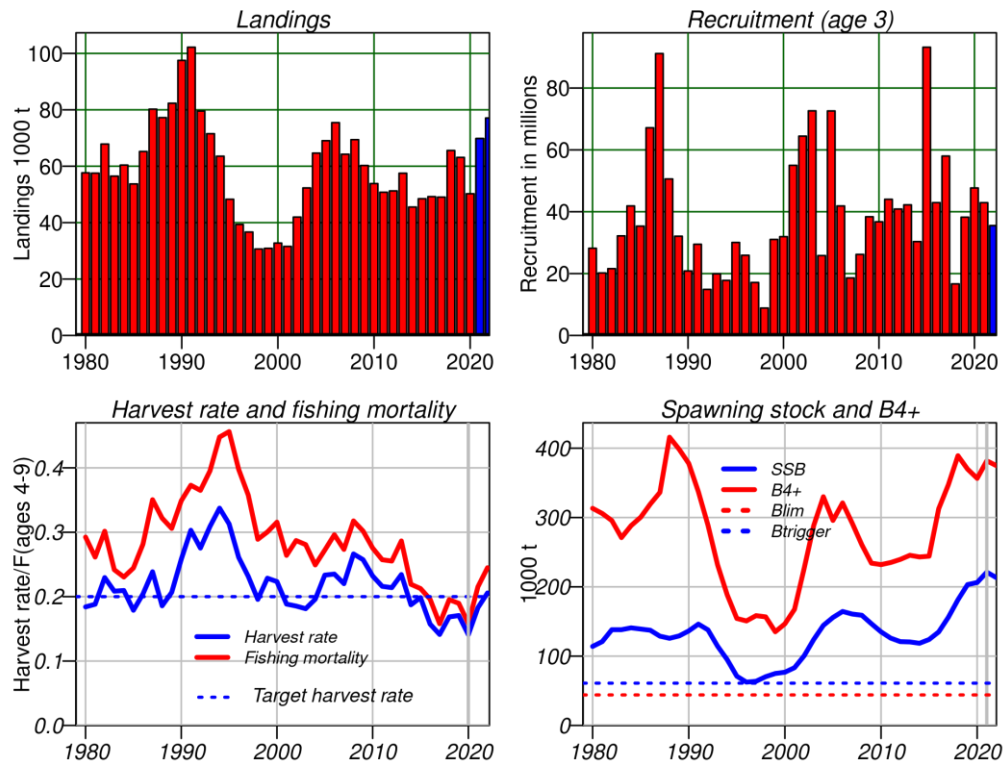 Landings
Landings 1000 t
100
80
60
40
20
0
1980 1990 2000 2010 2020
Recruitment (age 3)
Recruitment in millions
80
60
40
20
0
1980 1990 2000 2010 2020
Harvest rate and fishing mortality
Harvest rate/F(ages 4-9)
0.4
0.3
0.2
0.1
0.0
Harvest rate
Fishing mortality
Target harvest rate
1980 1990 2000 2010 2020
Spawning stock and B4+
1000 t
400
300
200
100
0
SSB
B4+
Blim
Btrigger
1980 1990 2000 2010 2020